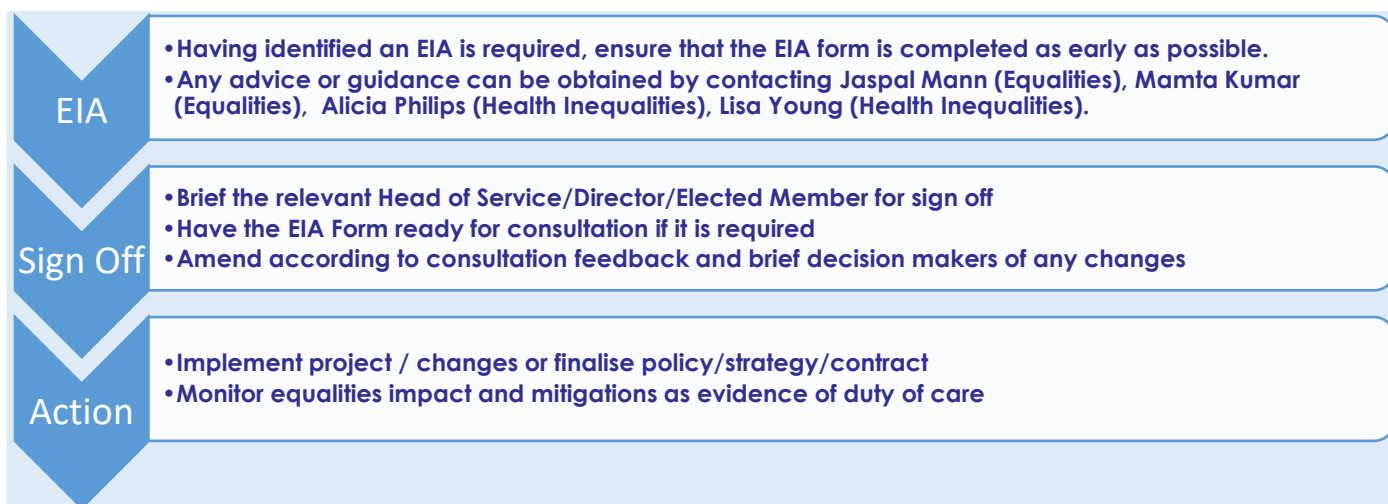 EIA
•Having identified an EIA is required, ensure that the EIA form is completed as early as possible.
•Any advice or guidance can be obtained by contacting Jaspal Mann (Equalities), Mamta Kumar
(Equalities),  Alicia Philips (Health Inequalities), Lisa Young (Health Inequalities).
Sign Off
•Brief the relevant Head of Service/Director/Elected Member for sign off
•Have the EIA Form ready for consultation if it is required
•Amend according to consultation feedback and brief decision makers of any changes
Action
•Implement project / changes or finalise policy/strategy/contract
•Monitor equalities impact and mitigations as evidence of duty of care